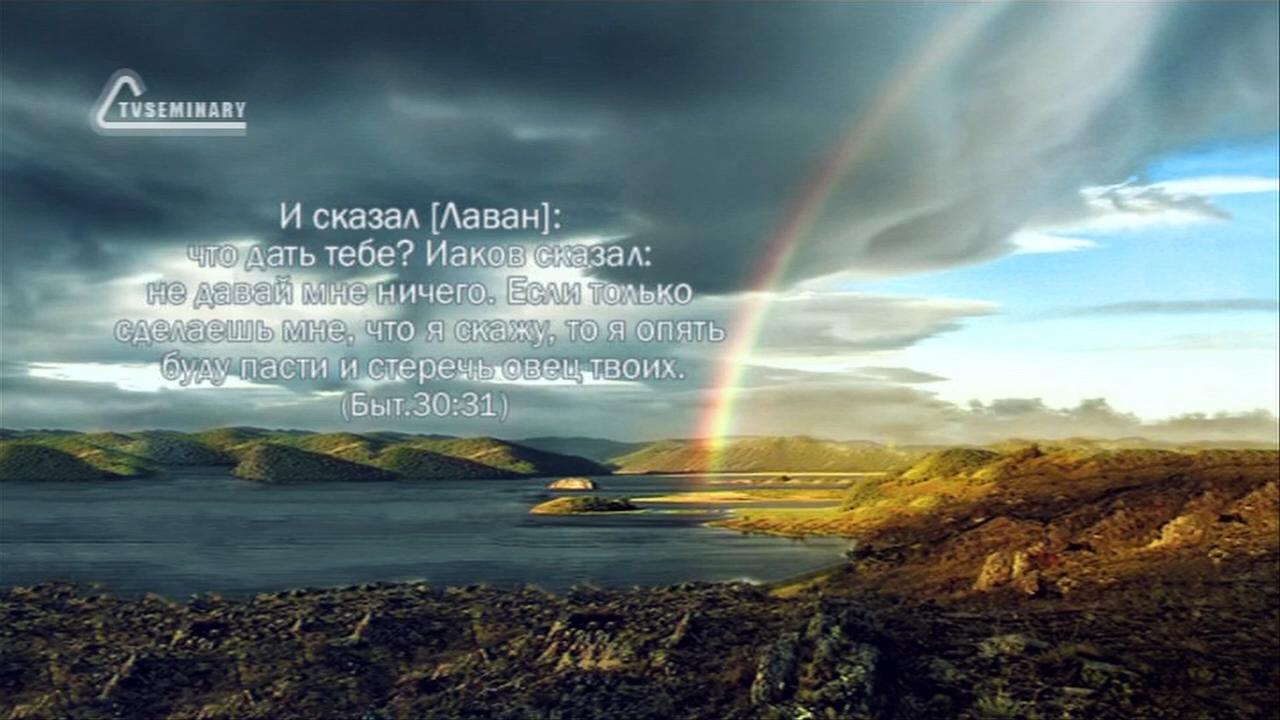 TVSEMINARY
И сказал [Лаван]:
что дать тебе? Иаков сказал:
не давай мне ничего. Если только
сделаешь мне, что я скажу, то я опять
буду пасти и стеречь овец твоих.
(Быт.30:31)